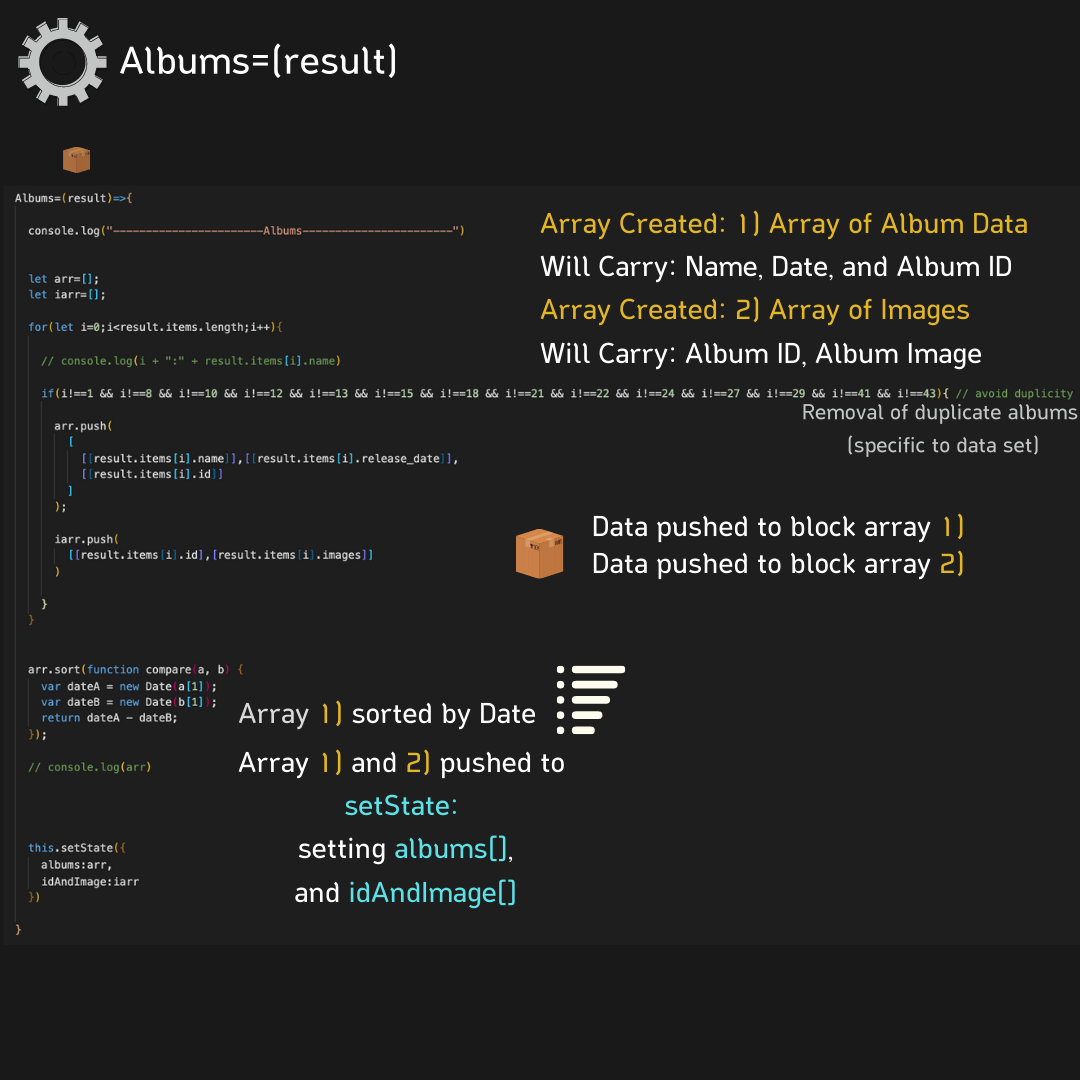 Albums=(result)
Albums=(result)=>{
console.log("-----------------------Albums-----------------------")
let arr=[];
let iarr=[];
for(let i=0;i<result.items.length;i++){
// console.log(i + ":" + result.items[i].name)
if(i!==1 && i!==8 && i!==10 && i!==12 && i!==13 && i!==15 && i!==18 && i!==21 && i!==22 && i!==24 && i!==27 && i!==29 && i!==41 && i!==43){ // avoid duplicity
arr.push(
[
[[result.items[i].name]],[[result.items[i].release_date]],
[[result.items[i].id]]
]
);
iarr.push(
[[result.items[i].id],[result.items[i].images]]
)
}
}
arr.sort(function compare(a, b) {
var dateA = new Date(a[1]);
var dateB = new Date(b[1]);
return dateA - dateB;
});
// console.log(arr)
this.setState({
albums:arr,
idAndImage:iarr
})
}
Array Created: 1) Array of Album Data
Will Carry: Name, Date, and Album ID
Array Created: 2) Array of Images
Will Carry: Album ID, Album Image
Removal of duplicate albums
(specific to data set)
Data pushed to block array 1)
Data pushed to block array 2)
Array 1) sorted by Date
Array 1) and 2) pushed to
setState:
setting albums[],
and idAndImage[]